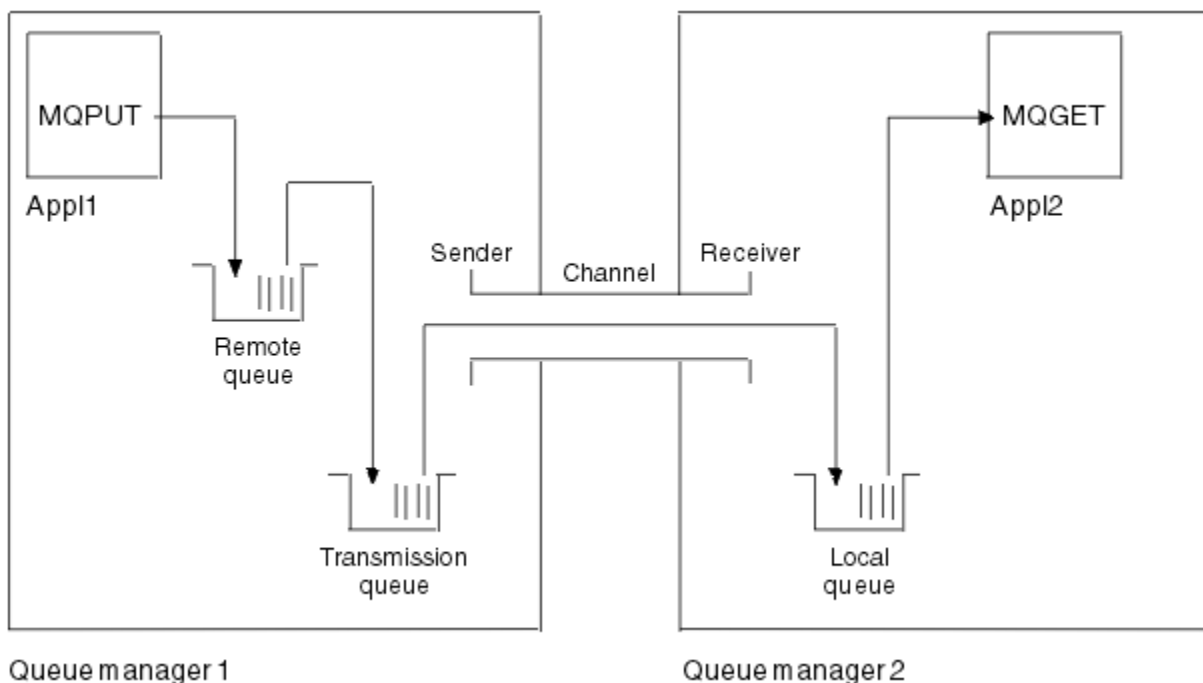 MQPUT
MQGET
Appl1
Appl2
Sender
Channel
Receiver
Remote
queue
Transmission
queue
Local
queue
Queue manager 1
Queue manager 2